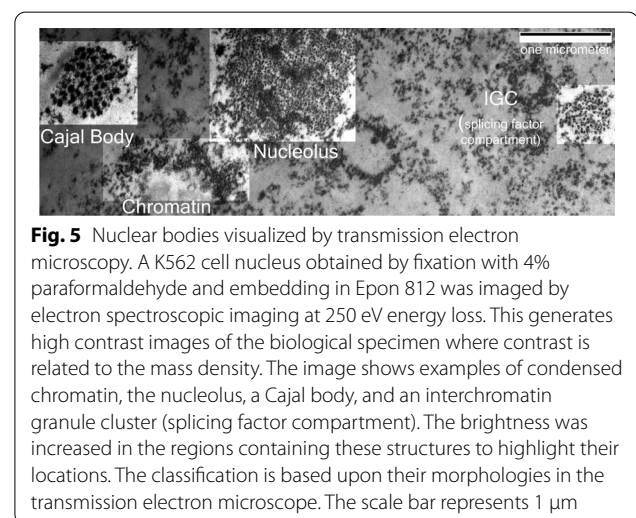 one micrometer
IGC
(splicing factor
compartment)
Cajal Body
Nucleolus
Chromatin
Fig. 5 Nuclear bodies visualized by transmission electron
microscopy. A K562 cell nucleus obtained by fixation with 4%
paraformaldehyde and embedding in Epon 812 was imaged by
electron spectroscopic imaging at 250 eV energy loss. This generates
high contrast images of the biological specimen where contrast is
related to the mass density. The image shows examples of condensed
chromatin, the nucleolus, a Cajal body, and an interchromatin
granule cluster (splicing factor compartment). The brightness was
increased in the regions containing these structures to highlight their
locations. The classification is based upon their morphologies in the
transmission electron microscope. The scale bar represents 1 μm